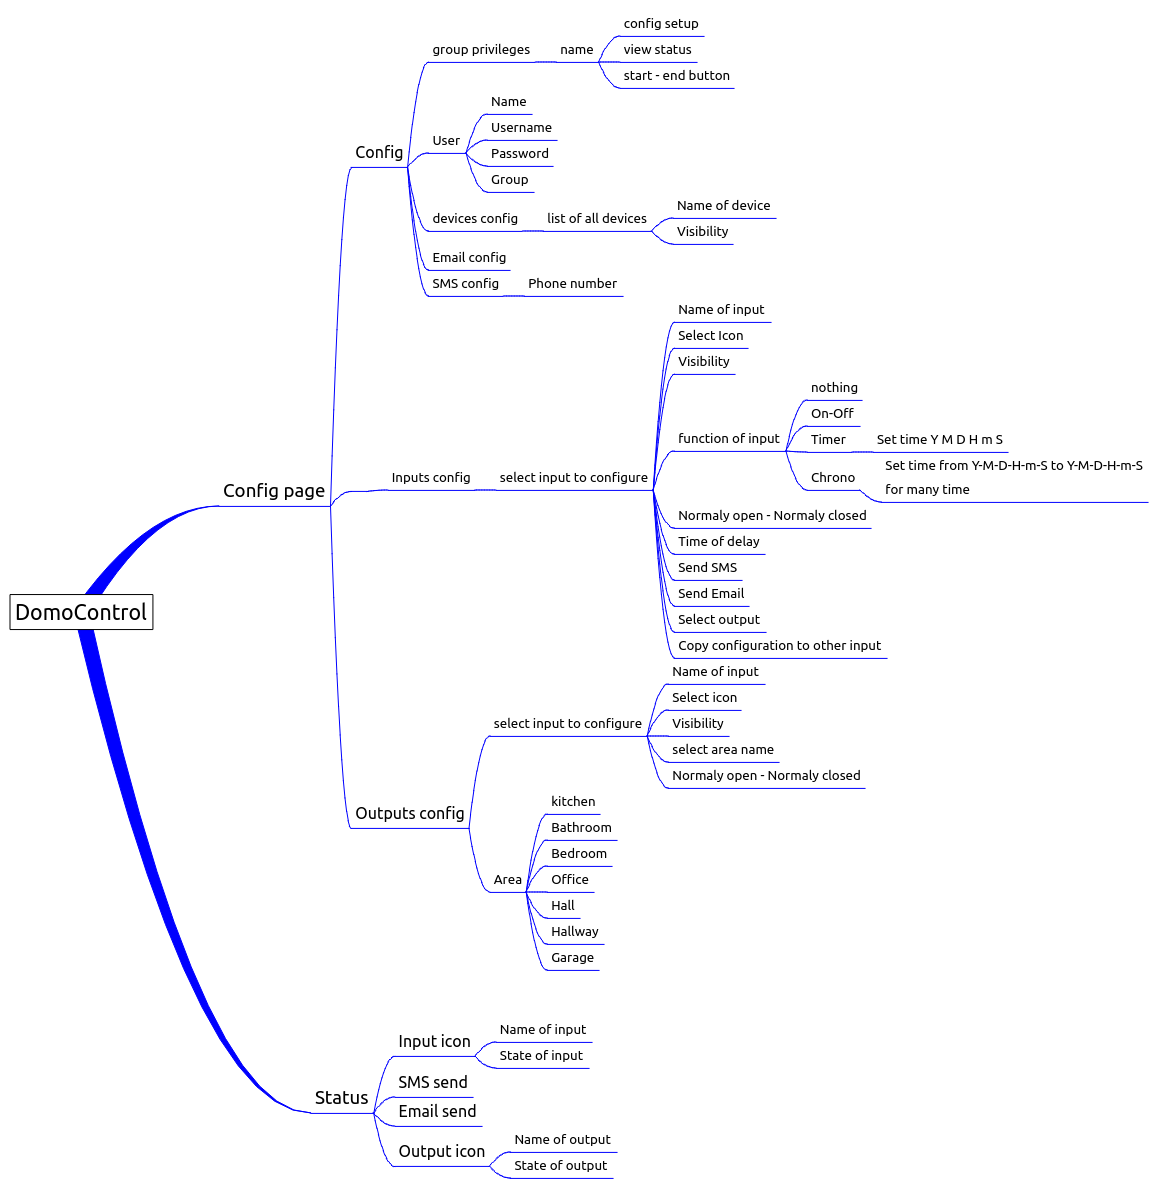 config setup
group privileges
name
view status
start - end button
Name
Username
User
Config
Password
Group
Name of device
devices config
list of all devices
Visibility
Email config
SMS config
Phone number
Name of input
Select Icon
Visibility
nothing
On-Off
function of input
Timer
Set time Y M D H m S
Set time from Y-M-D-H-m-S to Y-M-D-H-m-S
Chrono
for many time
Inputs config
select input to configure
Config page
Normaly open - Normaly closed
Time of delay
Send SMS
Send Email
DomoControl
Select output
Copy configuration to other input
Name of input
Select icon
select input to configure
Visibility
select area name
Normaly open - Normaly closed
kitchen
Outputs config
Bathroom
Bedroom
Area
Office
Hall
Hallway
Garage
Name of input
Input icon
State of input
SMS send
Status
Email send
Name of output
Output icon
State of output